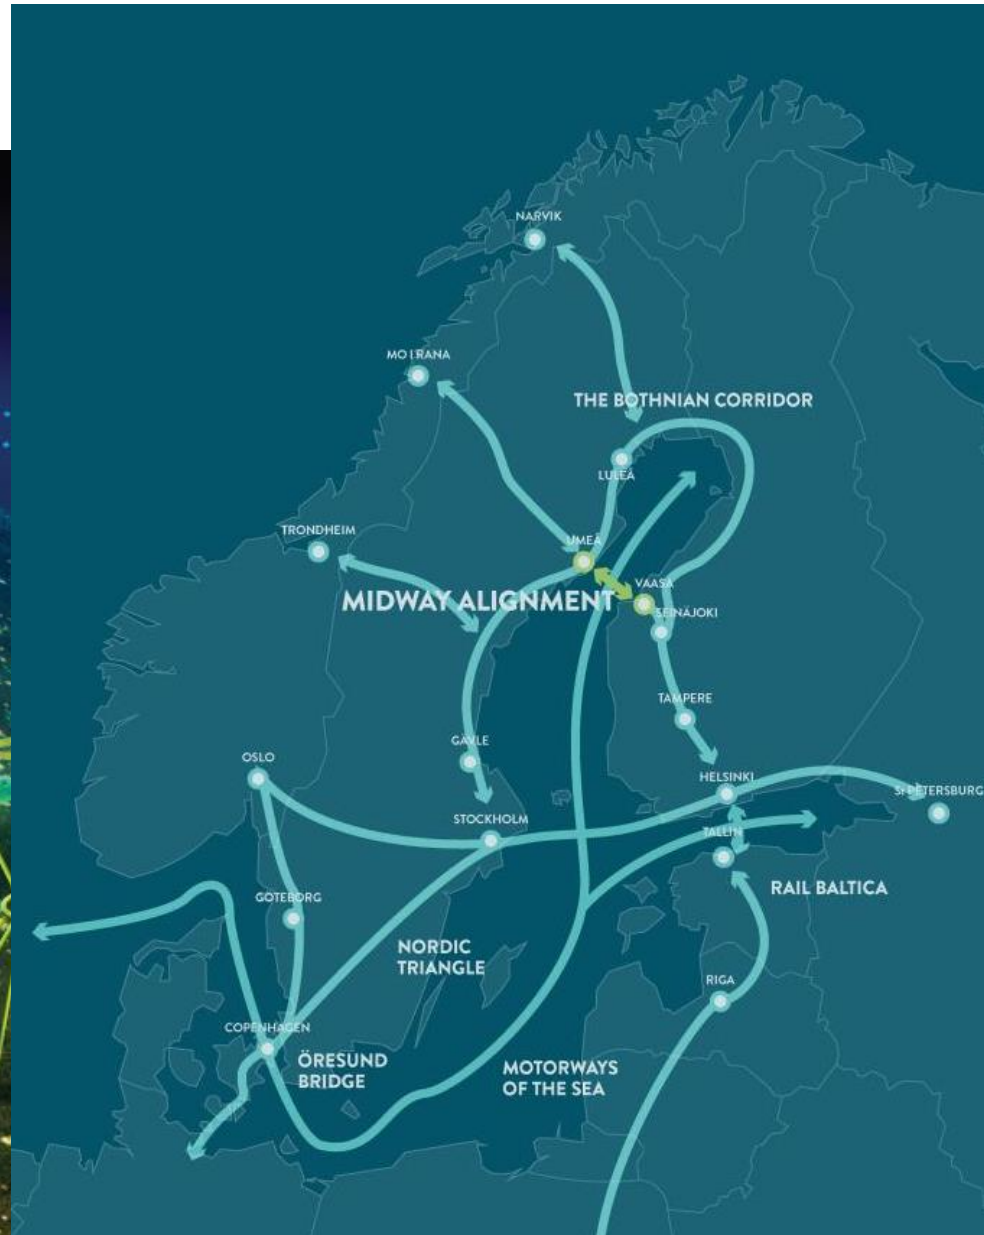 NARVIK
MO I RANA
THE BOTHNIAN CORRIDOR
LULEÅ
TRONDHEIM
UMEÅ
VAASA
MIDWAY ALIGNMENT
SEINÄJOKI
TAMPERE
GÄVLE
OSLO
HELSINKI
ST PETERSBURG
STOCKHOLM
TALLIN
RAIL BALTICA
GÖTEBORG
NORDIC
TRIANGLE
RIGA
COPENHAGEN
ÖRESUND
BRIDGE
MOTORWAYS
OF THE SEA